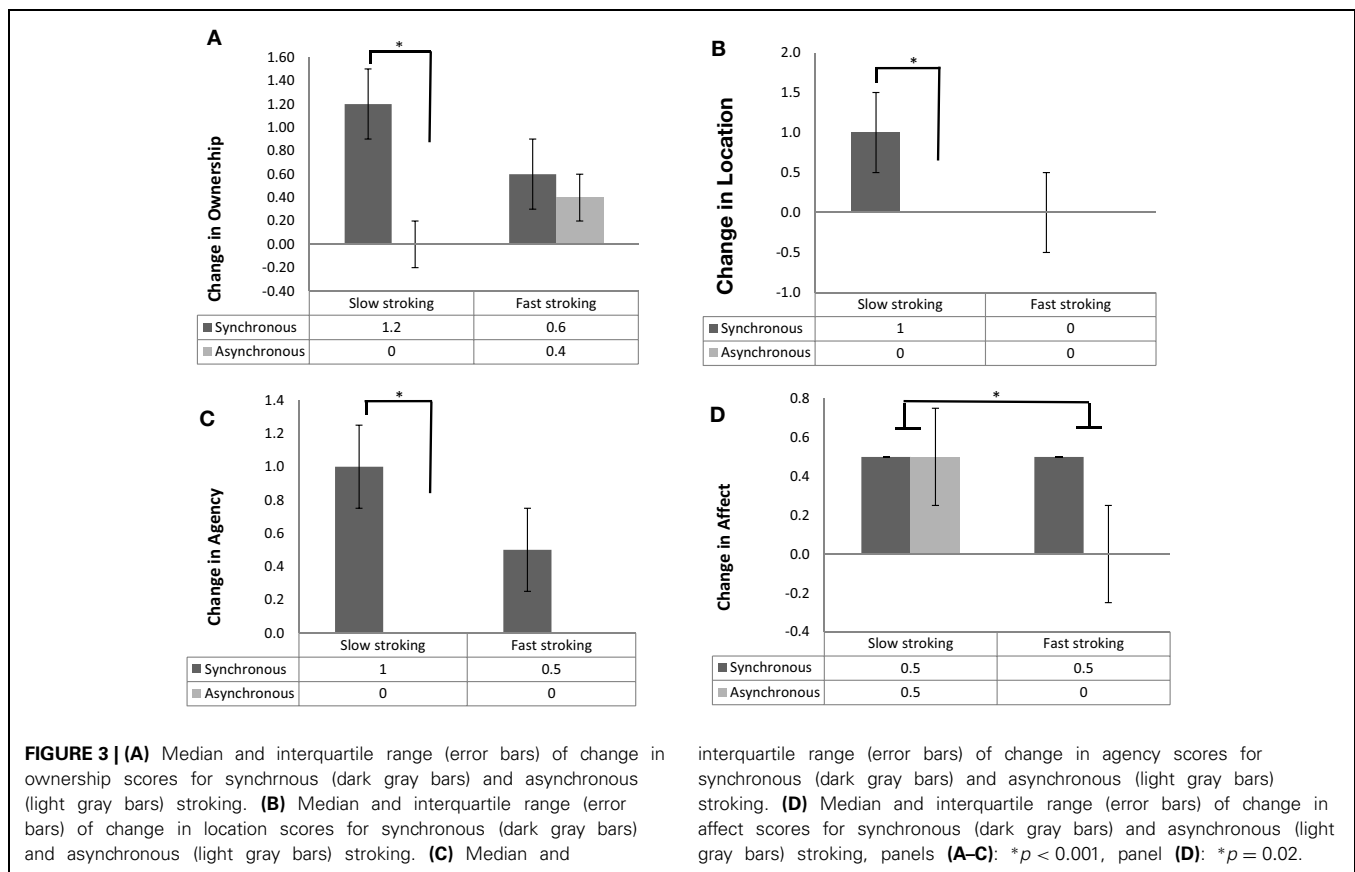 A
*
1.60
1.40
1.20
1.00
0.80
0.60
0.40
0.20
0.00
-0.20
-0.40
Change in Ownership
Slow stroking Fast stroking
Synchronous 1.2 0.6
Asynchronous 0 0.4
B
*
2.0
1.5
1.0
0.5
0.0
-0.5
-1.0
Change in Location
Slow stroking Fast stroking
Synchronous 1 0
Asynchronous 0 0
C
*
1.4
1.2
1.0
0.8
0.6
0.4
0.2
0.0
Change in Agency
Slow stroking Fast stroking
Synchronous 1 0.5
Asynchronous 0 0
D
*
0.8
0.6
0.4
0.2
0.0
-0.2
-0.4
Change in Affect
Slow stroking Fast stroking
Synchronous 0.5 0.5
Asynchronous 0.5 0
FIGURE 3 | (A) Median and interquartile range (error bars) of change in
ownership scores for synchrnous (dark gray bars) and asynchronous
(light gray bars) stroking. (B) Median and interquartile range (error
bars) of change in location scores for synchronous (dark gray bars)
and asynchronous (light gray bars) stroking. (C) Median and
interquartile range (error bars) of change in agency scores for
synchronous (dark gray bars) and asynchronous (light gray bars)
stroking. (D) Median and interquartile range (error bars) of change in
affect scores for synchronous (dark gray bars) and asynchronous (light
gray bars) stroking, panels (A–C): *p < 0.001, panel (D): *p = 0.02.